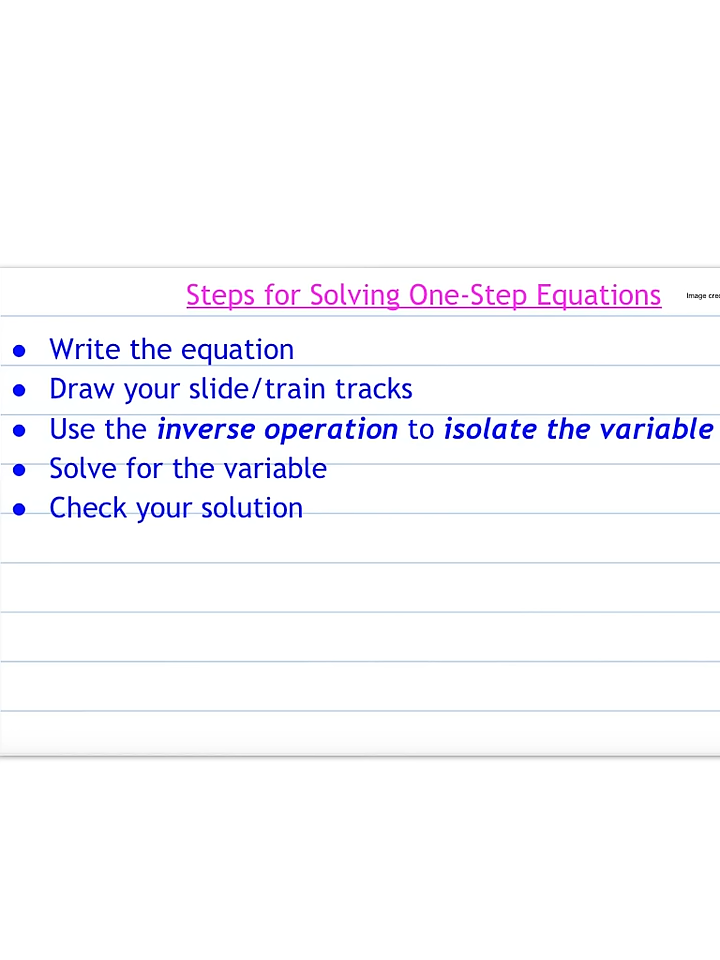 Steps for Solving One-Step Equations
Image
● Write the equation
● Draw your slide/train tracks
● Use the inverse operation to isolate the variable
● Solve for the variable
● Check your solution